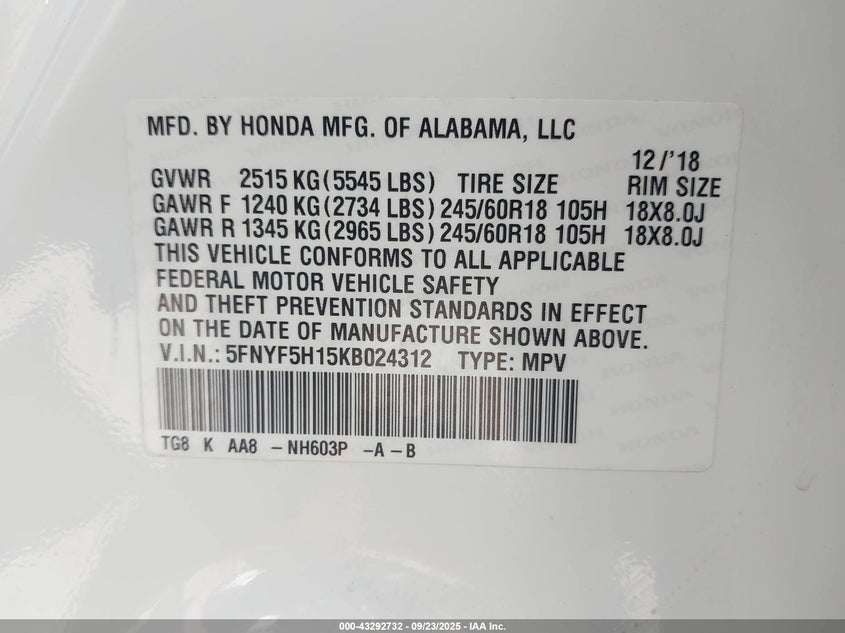 MFD. BY HONDA MFG. OF ALABAMA, LLC
12/'18
GVWR 2515 KG(5545 LBS) TIRE SIZE RIM SIZE
GAWR F 1240 KG(2734 LBS) 245/60R18 105H 18X8.0J
GAWR R 1345 KG(2965 LBS) 245/60R18 105H 18X8.0J
THIS VEHICLE CONFORMS TO ALL APPLICABLE
FEDERAL MOTOR VEHICLE SAFETY
AND THEFT PREVENTION STANDARDS IN EFFECT
ON THE DATE OF MANUFACTURE SHOWN ABOVE.
V.I.N.: 5FNYF5H15KB024312 TYPE: MPV
TG8 K AA8 -NH603P -A-B
000-43292732 - 09/23/2025 - IAA Inc.